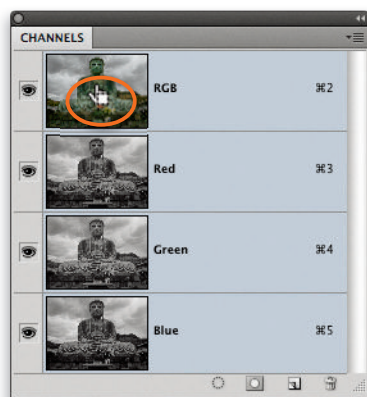 CHANNELS
RGB ⌘2
Red ⌘3
Green ⌘4
Blue ⌘5